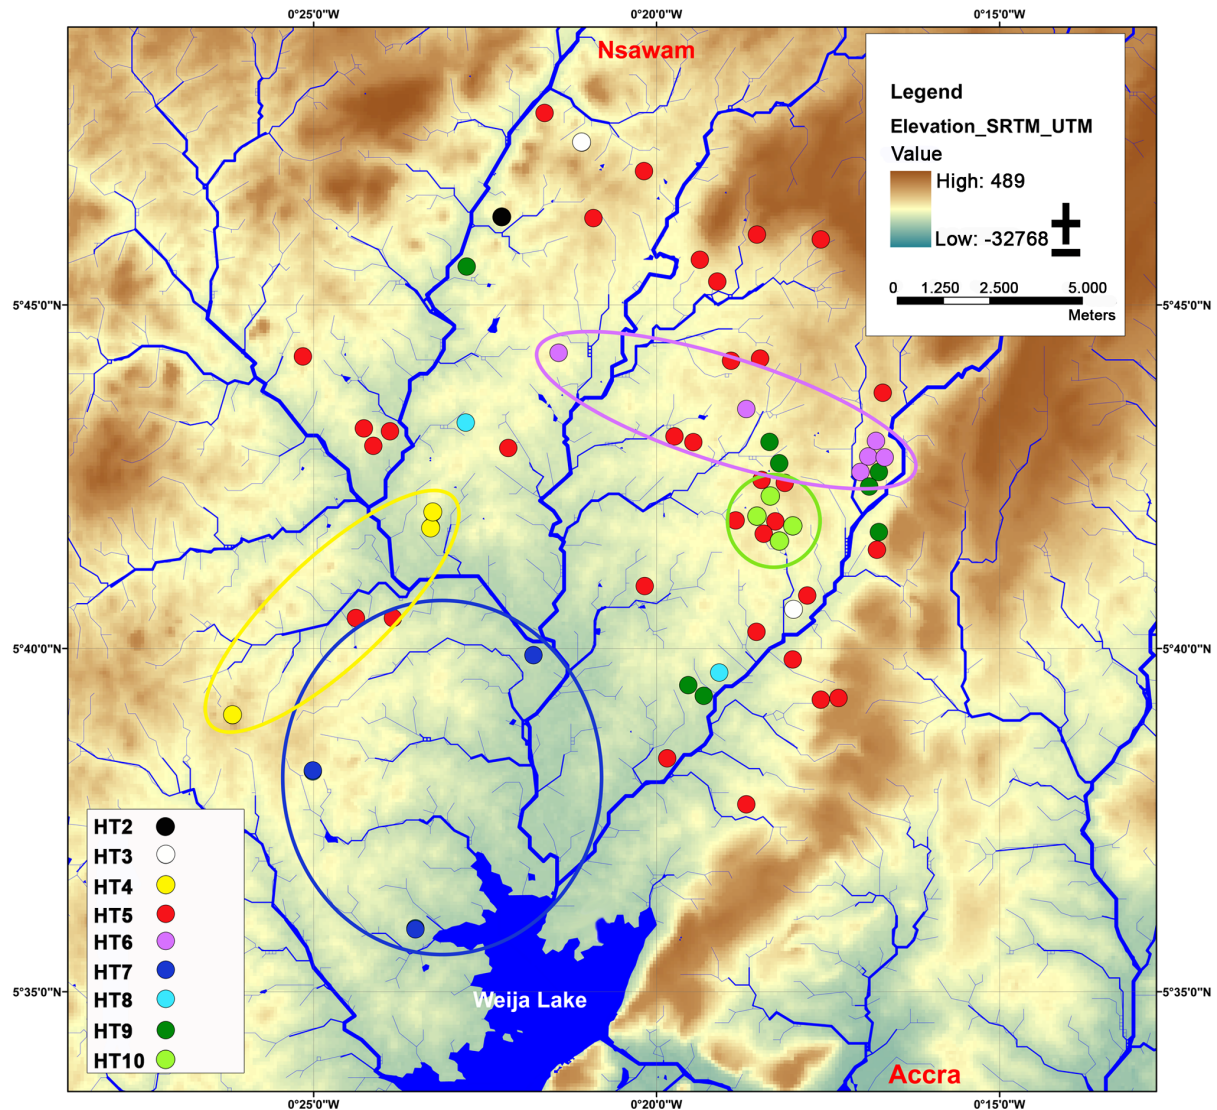 0°25'0"W
0°20'0"W
0°15'0"W
Nsawam
Legend
Elevation_SRTM_UTM
Value
High: 489
Low: -32768
0 1.250 2.500 5.000
Meters
5°45'0"N
5°45'0"N
5°40'0"N
5°40'0"N
HT2
HT3
HT4
HT5
HT6
HT7
HT8
HT9
HT10
5°35'0"N
5°35'0"N
Weija Lake
Accra
0°25'0"W
0°20'0"W
0°15'0"W